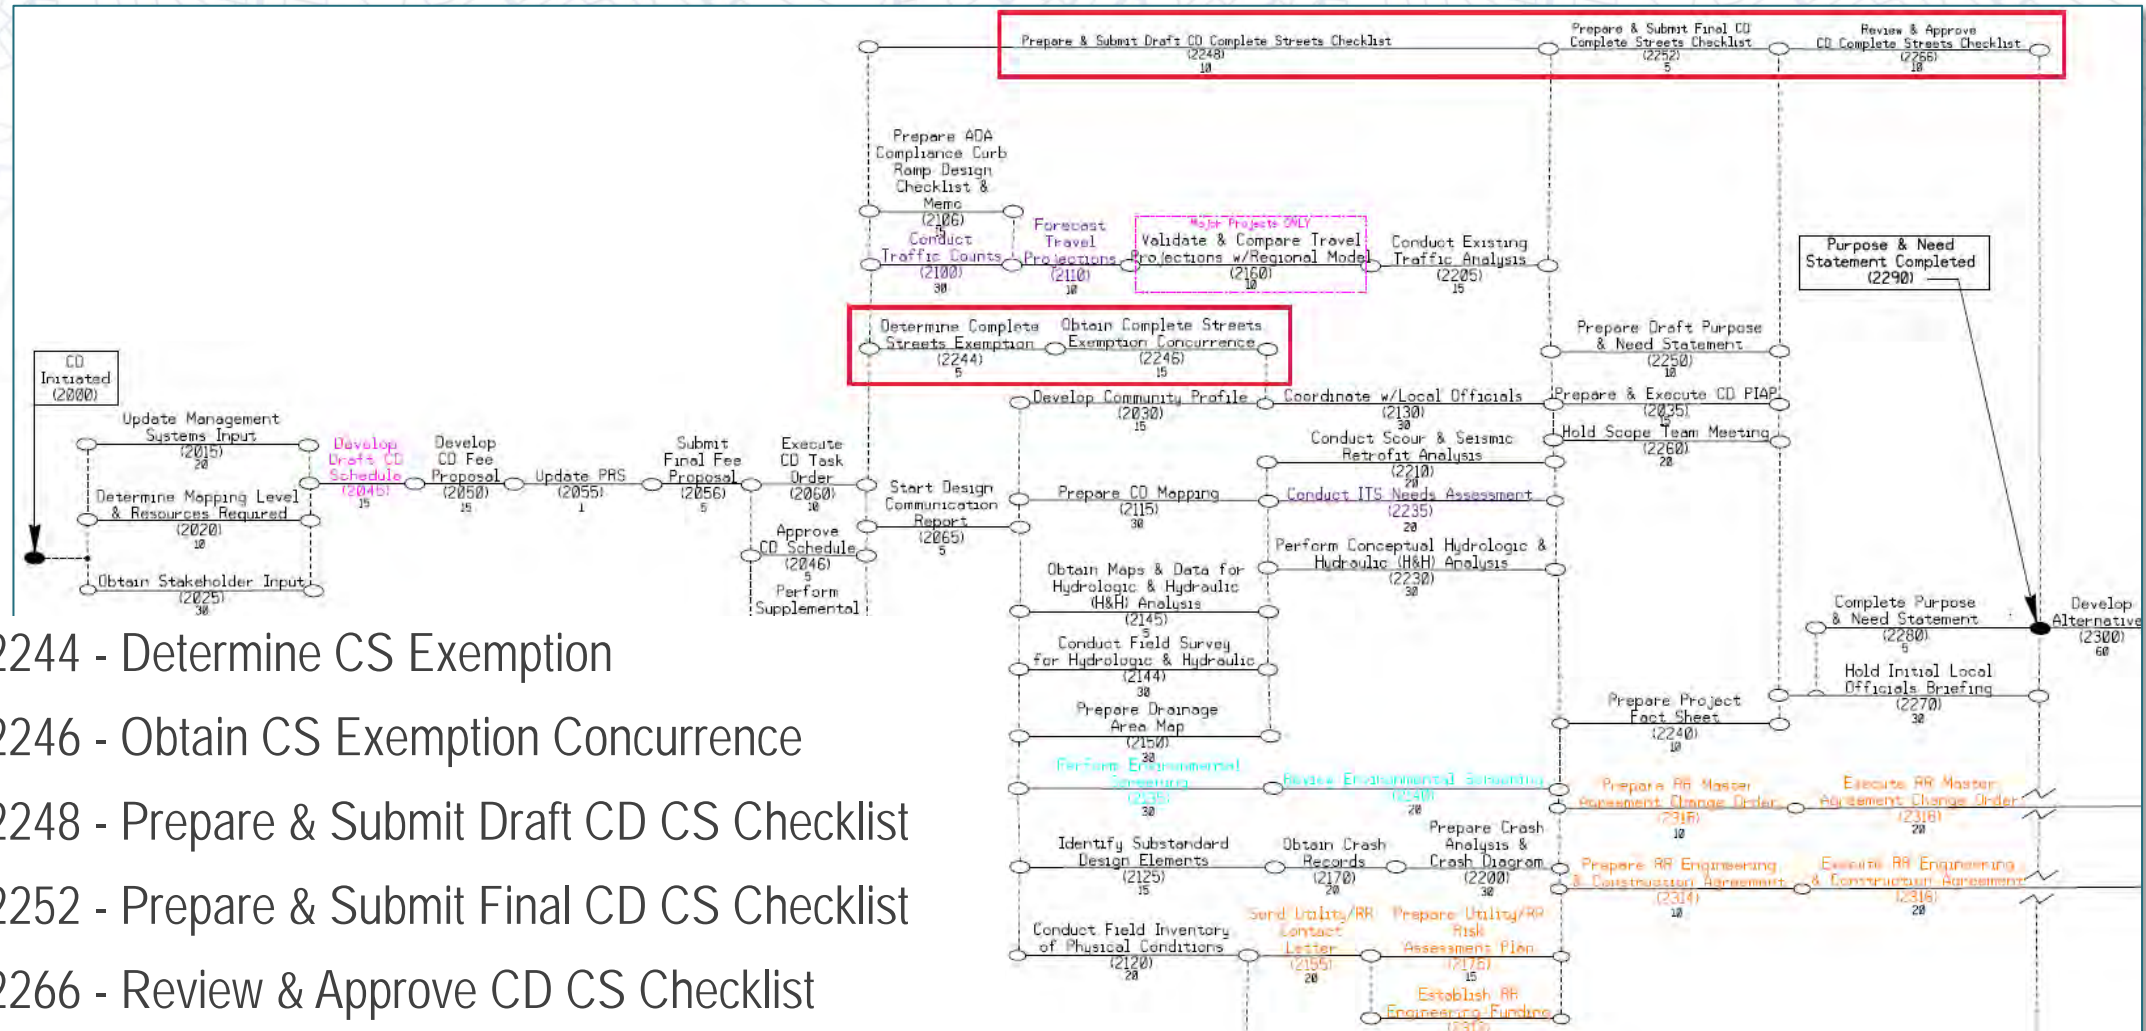 Prepare & Submit Draft CD Complete Streets Checklist
(2248)
10
Prepare & Submit Final CD
Complete Streets Checklist
(2252)
5
Review & Approve
CD Complete Streets Checklist
(2266)
10
Prepare ADA
Compliance Curb
Ramp Design
Checklist &
Memo
(2106)
Conduct
Traffic Counts
(2100)
30
Forecast
Travel
Projections
(2110)
10
Major Projects ONLY
Validate & Compare Travel
Projections w/Regional Model
(2160)
10
Conduct Existing
Traffic Analysis
(2205)
15
Purpose & Need
Statement Completed
(2290)
Determine Complete
Streets Exemption
(2244)
5
Obtain Complete Streets
Exemption Concurrence
(2246)
15
Prepare Draft Purpose
& Need Statement
(2250)
10
CD
Initiated
(2000)
Develop Community Profile
(2030)
15
Coordinate w/Local Officials
(2130)
30
Prepare & Execute CD PIAP
(2035)
15
Update Management
Systems Input
(2015)
20
Develop
Draft CD
Schedule
(2045)
15
Develop
CD Fee
Proposal
(2050)
15
Update PRS
(2055)
1
Submit
Final Fee
Proposal
(2056)
5
Execute
CD Task
Order
(2060)
10
Conduct Scour & Seismic
Retrofit Analysis
(2210)
20
Hold Scope Team Meeting
(2260)
20
Determine Mapping Level
& Resources Required
(2020)
10
Start Design
Communication
Report
(2065)
5
Prepare CD Mapping
(2115)
30
Conduct ITS Needs Assessment
(2235)
20
Approve
CD Schedule
(2046)
5
Perform
Supplemental
Obtain Stakeholder Input
(2025)
30
Obtain Maps & Data for
Hydrologic & Hydraulic
(H&H) Analysis
(2145)
5
Perform Conceptual Hydrologic &
Hydraulic (H&H) Analysis
(2230)
30
Conduct Field Survey
for Hydrologic & Hydraulic
(2144)
30
Complete Purpose
& Need Statement
(2280)
5
Develop
Alternative
(2300)
60
Hold Initial Local
Officials Briefing
(2270)
30
Prepare Drainage
Area Map
(2150)
30
Prepare Project
Fact Sheet
(2240)
10
Perform Environmental
Screening
(2135)
30
Review Environmental Screening
(2140)
20
Prepare RR Master
Agreement Change Order
(2316)
10
Execute RR Master
Agreement Change Order
(2318)
20
Identify Substandard
Design Elements
(2125)
15
Obtain Crash
Records
(2170)
20
Prepare Crash
Analysis &
Crash Diagram
(2200)
30
Prepare RR Engineering
& Construction Agreement
(2314)
10
Execute RR Engineering
& Construction Agreement
(2316)
20
Conduct Field Inventory
of Physical Conditions
(2120)
20
Send Utility/RR
Contact
Letter
(2155)
20
Prepare Utility/RR
Risk
Assessment Plan
(2175)
15
Establish RR
Engineering Funding
2244 - Determine CS Exemption
2246 - Obtain CS Exemption Concurrence
2248 - Prepare & Submit Draft CD CS Checklist
2252 - Prepare & Submit Final CD CS Checklist
2266 - Review & Approve CD CS Checklist